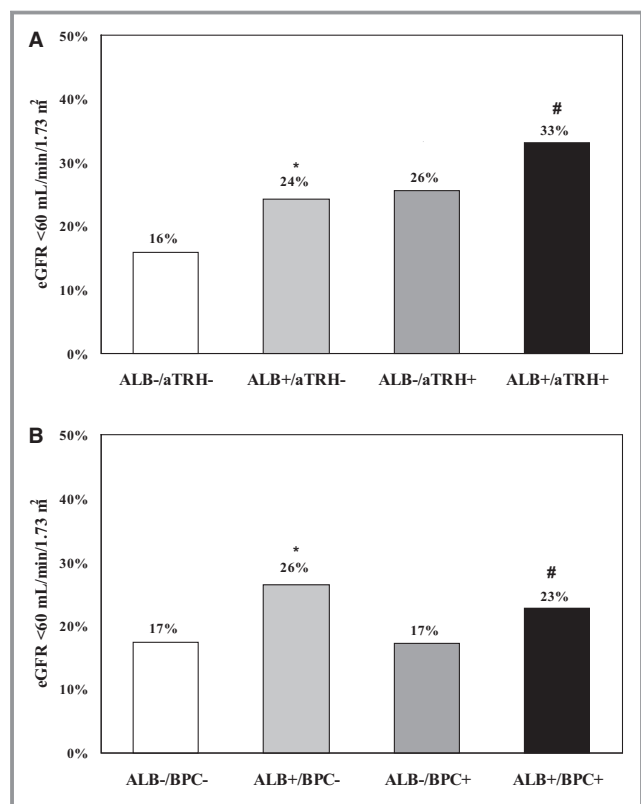 A
50%
40%
30%
20%
10%
0%
eGFR <60 mL/min/1.73 m²
16%
*
24%
26%
#
33%
ALB-/aTRH-
ALB+/aTRH-
ALB-/aTRH+
ALB+/aTRH+
B
50%
40%
30%
20%
10%
0%
eGFR <60 mL/min/1.73 m²
17%
*
26%
17%
#
23%
ALB-/BPC-
ALB+/BPC-
ALB-/BPC+
ALB+/BPC+